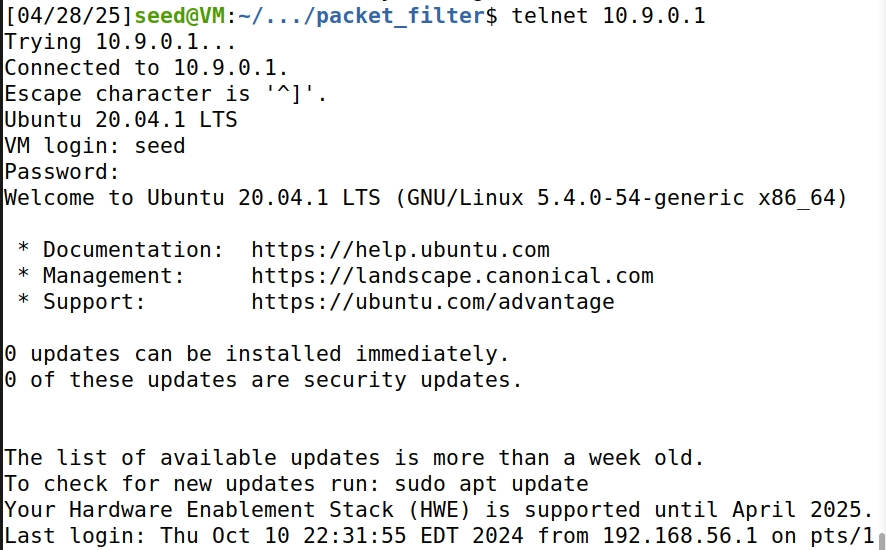 [04/28/25]seed@VM:~/.../packet_filter$ telnet 10.9.0.1
Trying 10.9.0.1...
Connected to 10.9.0.1.
Escape character is '^]'.
Ubuntu 20.04.1 LTS
VM login: seed
Password:
Welcome to Ubuntu 20.04.1 LTS (GNU/Linux 5.4.0-54-generic x86_64)
 * Documentation:  https://help.ubuntu.com
 * Management:     https://landscape.canonical.com
 * Support:        https://ubuntu.com/advantage
0 updates can be installed immediately.
0 of these updates are security updates.
The list of available updates is more than a week old.
To check for new updates run: sudo apt update
Your Hardware Enablement Stack (HWE) is supported until April 2025.
Last login: Thu Oct 10 22:31:55 EDT 2024 from 192.168.56.1 on pts/1